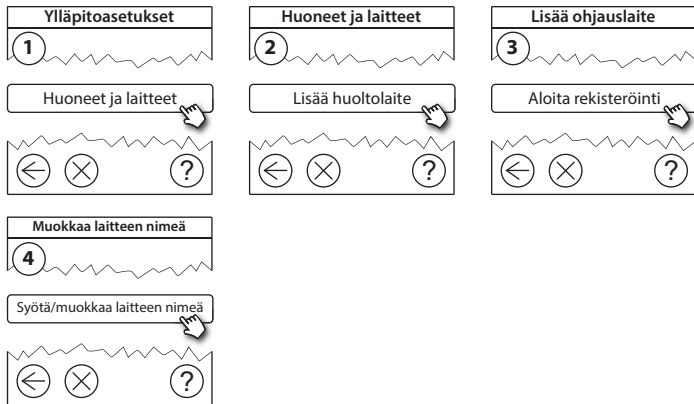 Ylläpitoasetukset
1
Huoneet ja laitteet
?
Huoneet ja laitteet
2
Lisää huoltolaite
?
Lisää ohjauslaite
3
Aloita rekisteröinti
?
Muokkaa laitteen nimeä
4
Syötä/muokkaa laitteen nimeä
?